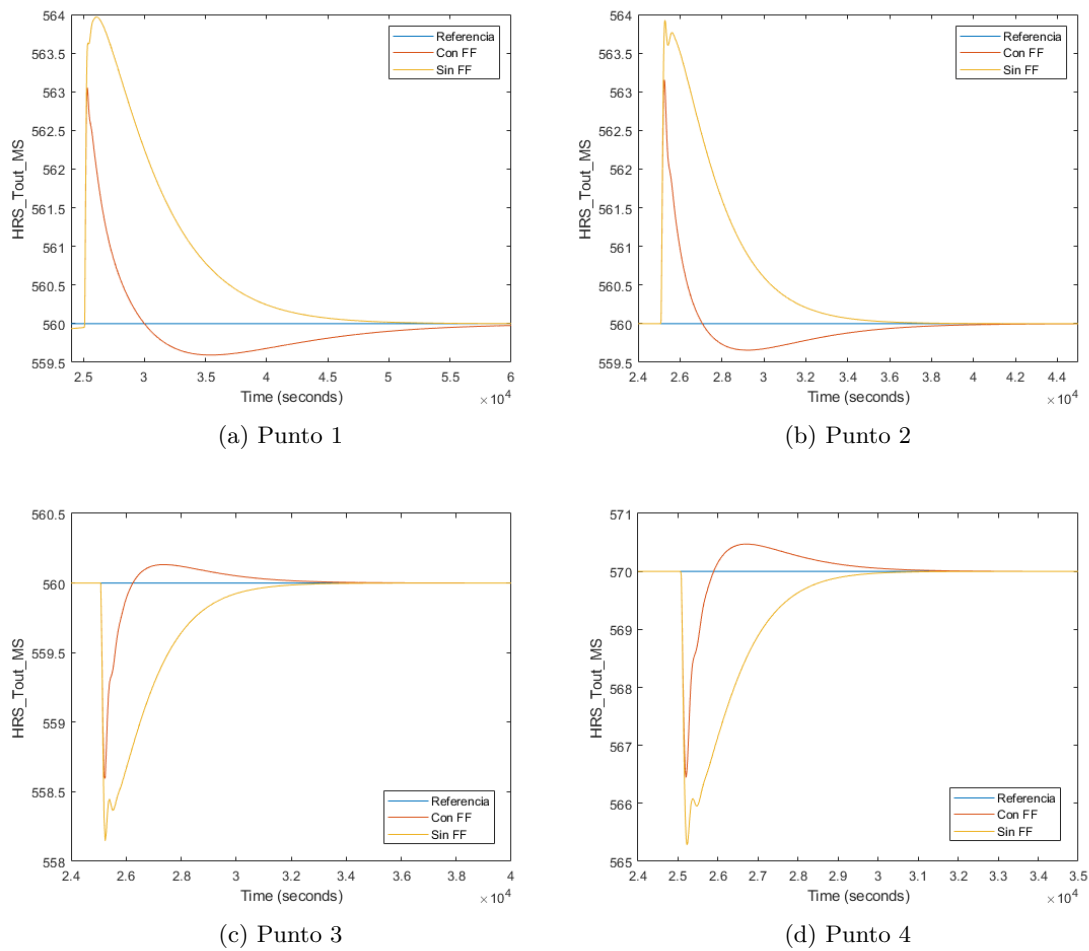 564
563.5
563
562.5
562
561.5
561
560.5
560
559.5
HRS_Tout_MS
Referencia
Con FF
Sin FF
2.5 3 3.5 4 4.5 5 5.5 6
Time (seconds)
×10⁴
(a) Punto 1
564
563.5
563
562.5
562
561.5
561
560.5
560
559.5
HRS_Tout_MS
Referencia
Con FF
Sin FF
2.4 2.6 2.8 3 3.2 3.4 3.6 3.8 4 4.2 4.4
Time (seconds)
×10⁴
(b) Punto 2
560.5
560
559.5
559
558.5
558
HRS_Tout_MS
Referencia
Con FF
Sin FF
2.4 2.6 2.8 3 3.2 3.4 3.6 3.8 4
Time (seconds)
×10⁴
(c) Punto 3
571
570
569
568
567
566
565
HRS_Tout_MS
Referencia
Con FF
Sin FF
2.4 2.5 2.6 2.7 2.8 2.9 3 3.1 3.2 3.3 3.4 3.5
Time (seconds)
×10⁴
(d) Punto 4